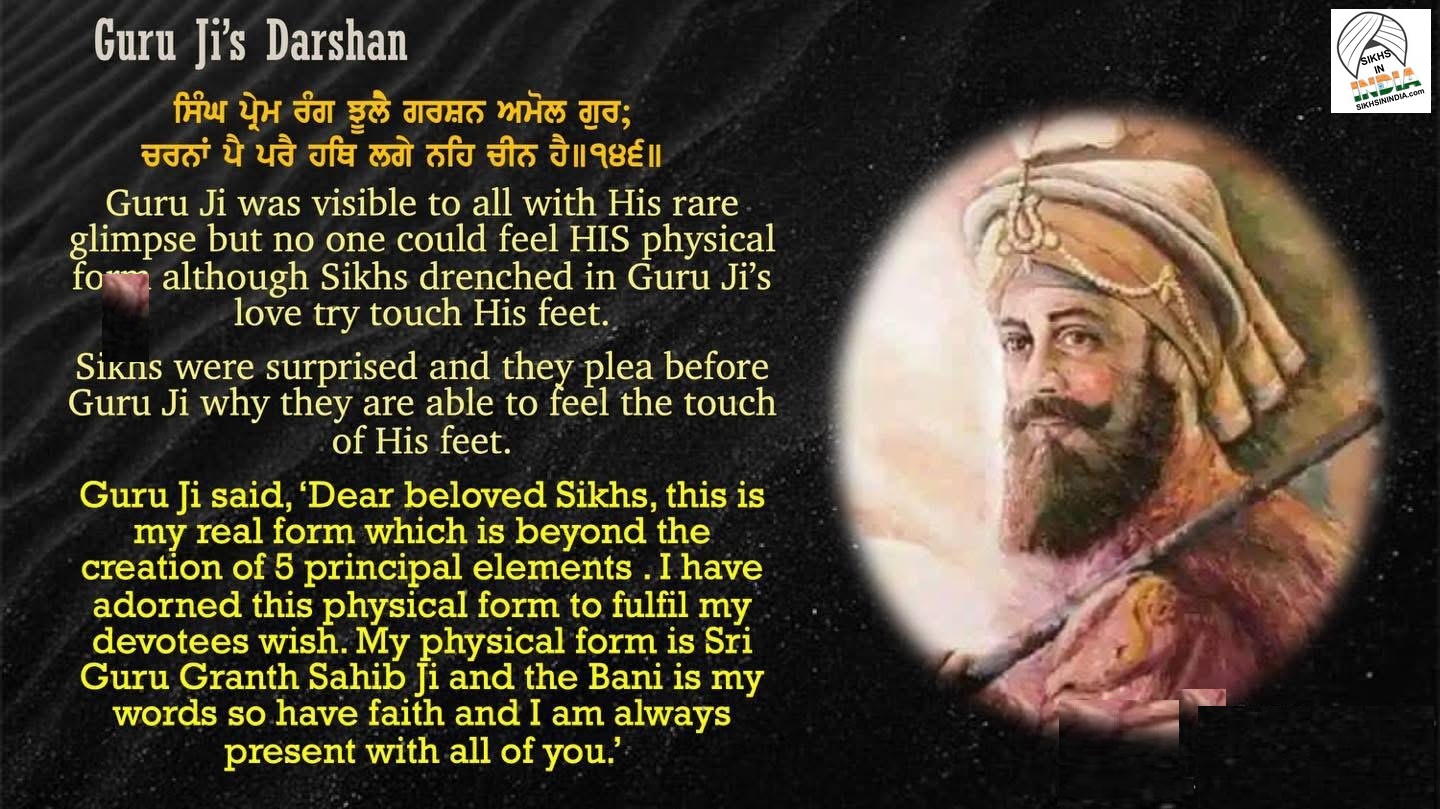 Guru Ji's Darshan
SIKHS
IN
INDIA
SIKHSININDIA.com
ਸਿੰਘ ਪ੍ਰੇਮ ਰੰਗ ਝੂਲੈ ਗਰਸ਼ਨ ਅਮੋਲ ਗੁਰ;
ਚਰਨਾਂ ਪੈ ਪਰੈ ਹਥਿ ਲਗੇ ਨਹਿ ਚੀਨ ਹੈ॥੧੪੬॥
Guru Ji was visible to all with His rare
glimpse but no one could feel HIS physical
form although Sikhs drenched in Guru Ji's
love try touch His feet.
Sikhs were surprised and they plea before
Guru Ji why they are able to feel the touch
of His feet.
Guru Ji said, 'Dear beloved Sikhs, this is
my real form which is beyond the
creation of 5 principal elements . I have
adorned this physical form to fulfil my
devotees wish. My physical form is Sri
Guru Granth Sahib Ji and the Bani is my
words so have faith and I am always
present with all of you.'